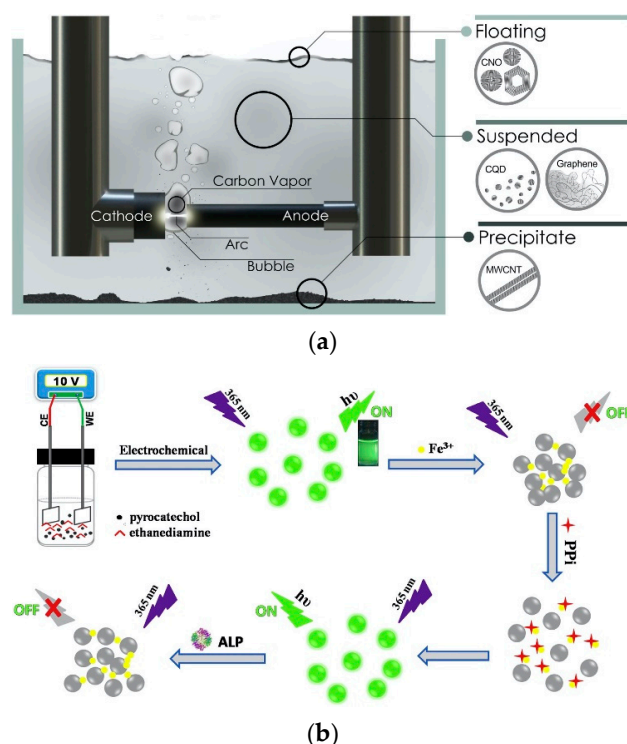 Floating
CNO
Suspended
CQD
Graphene
Carbon Vapor
Cathode
Anode
Precipitate
Arc
Bubble
MWCNT
(a)
10 V
CE
WE
365 nm
hυ
ON
365 nm
OFF
Electrochemical
Fe³⁺
pyrocatechol
ethanediamine
PPi
OFF
365 nm
hυ
ON
365 nm
ALP
(b)